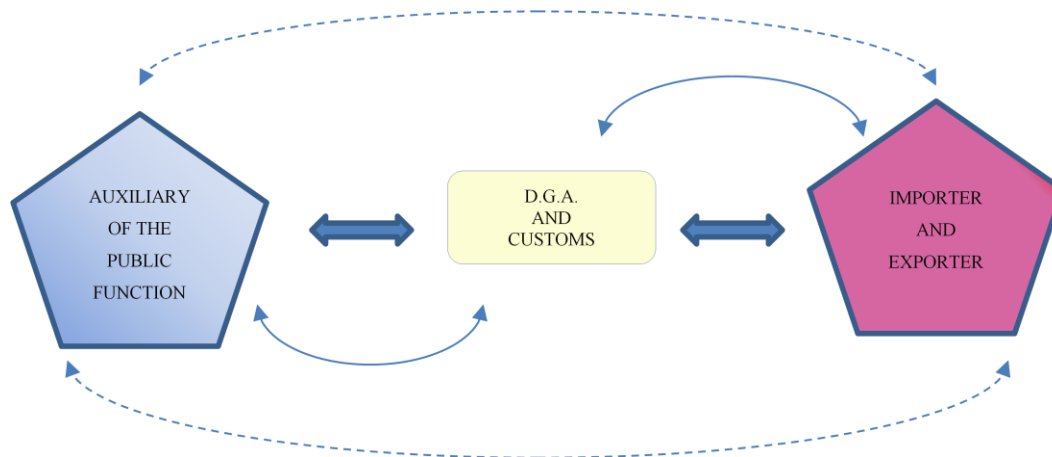 AUXILIARY
OF THE
PUBLIC
FUNCTION
D.G.A.
AND
CUSTOMS
IMPORTER
AND
EXPORTER